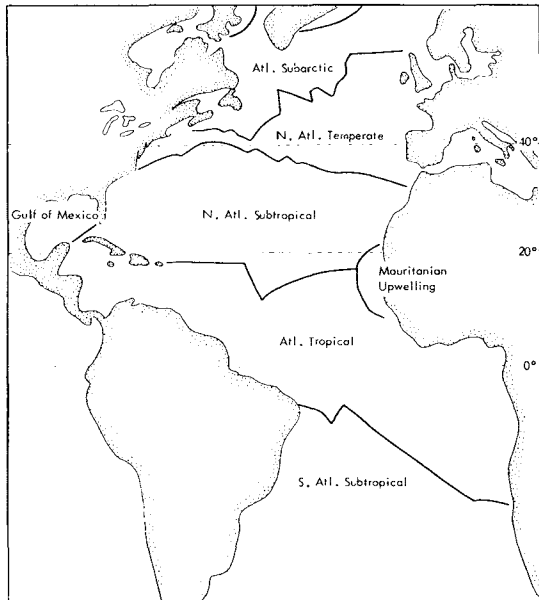 Atl. Subarctic
N. Atl. Temperate
40°
Gulf of Mexico
N. Atl. Subtropical
20°
Mauritanian
Upwelling
Atl. Tropical
0°
S. Atl. Subtropical